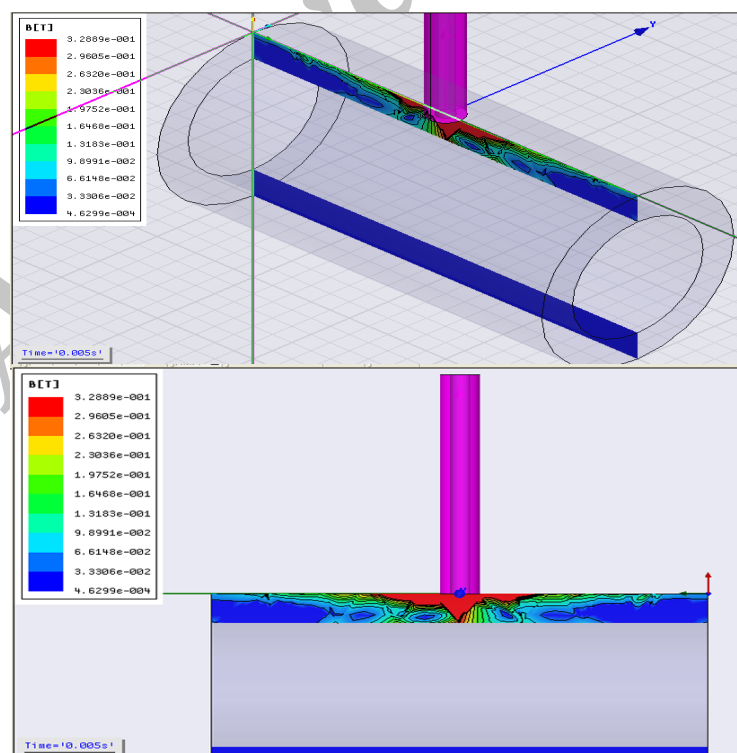 B[T]
3.2889e-001
2.9605e-001
2.6320e-001
2.3036e-001
1.9752e-001
1.6468e-001
1.3183e-001
9.8991e-002
6.6148e-002
3.3306e-002
4.6299e-004
Y
Time='0.005s'
B[T]
3.2889e-001
2.9605e-001
2.6320e-001
2.3036e-001
1.9752e-001
1.6468e-001
1.3183e-001
9.8991e-002
6.6148e-002
3.3306e-002
4.6299e-004
Time='0.005s'